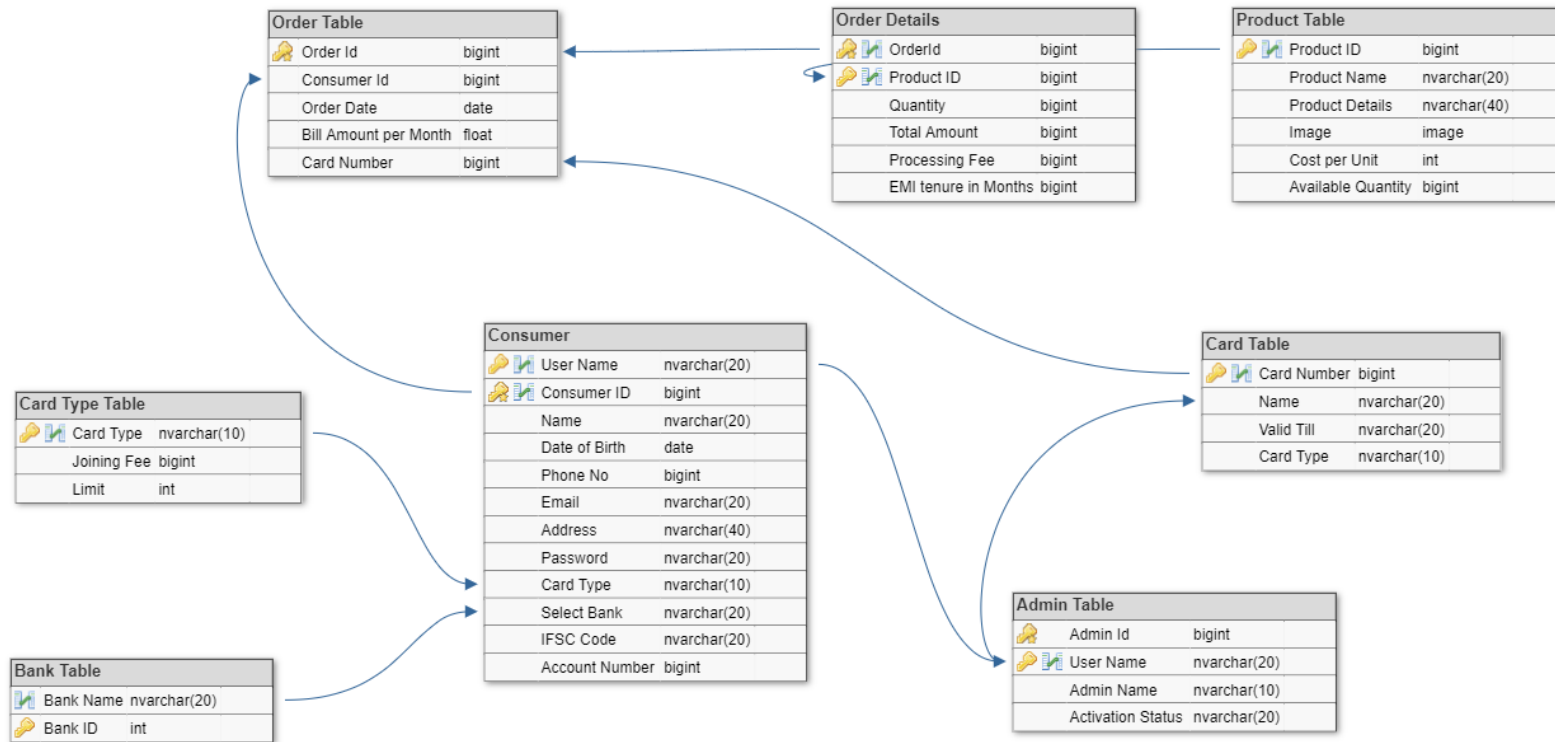 Order Table
Order Id bigint
Consumer Id bigint
Order Date date
Bill Amount per Month float
Card Number bigint
Order Details
OrderId bigint
Product ID bigint
Quantity bigint
Total Amount bigint
Processing Fee bigint
EMI tenure in Months bigint
Product Table
Product ID bigint
Product Name nvarchar(20)
Product Details nvarchar(40)
Image image
Cost per Unit int
Available Quantity bigint
Consumer
User Name nvarchar(20)
Consumer ID bigint
Name nvarchar(20)
Date of Birth date
Phone No bigint
Email nvarchar(20)
Address nvarchar(40)
Password nvarchar(20)
Card Type nvarchar(10)
Select Bank nvarchar(20)
IFSC Code nvarchar(20)
Account Number bigint
Card Table
Card Number bigint
Name nvarchar(20)
Valid Till nvarchar(20)
Card Type nvarchar(10)
Card Type Table
Card Type nvarchar(10)
Joining Fee bigint
Limit int
Admin Table
Admin Id bigint
User Name nvarchar(20)
Admin Name nvarchar(10)
Activation Status nvarchar(20)
Bank Table
Bank Name nvarchar(20)
Bank ID int